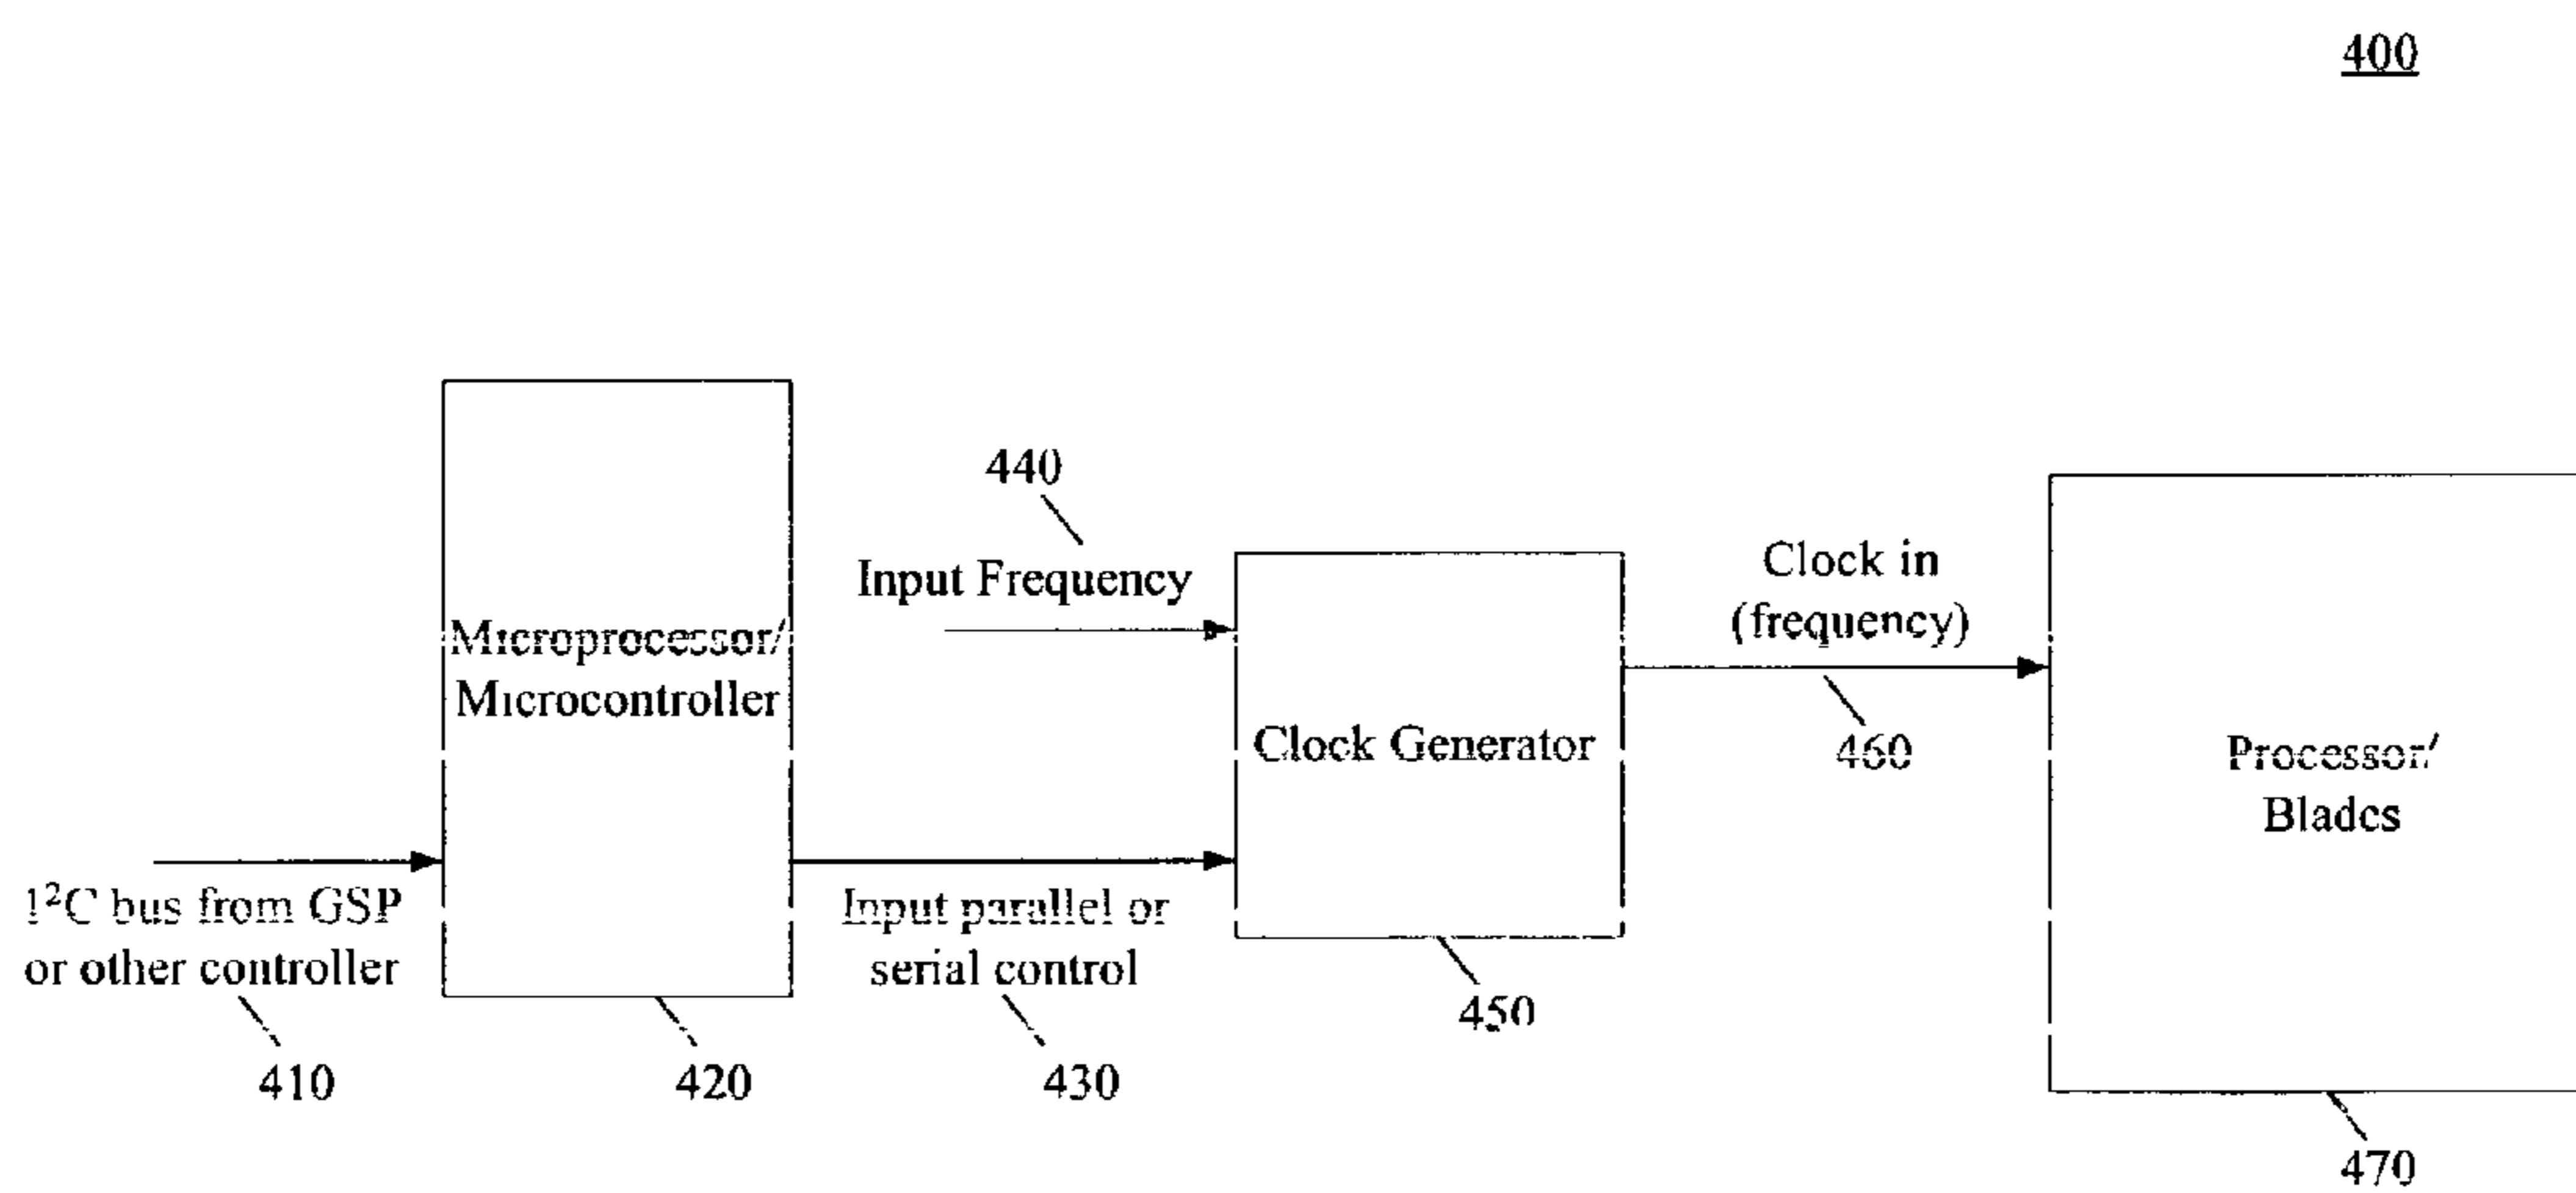 400
440
Input Frequency
Clock in
(frequency)
Microprocessor/
Microcontroller
Clock Generator
460
Processor/
Blades
I²C bus from GSP
or other controller
Input parallel or
serial control
450
410
420
430
470